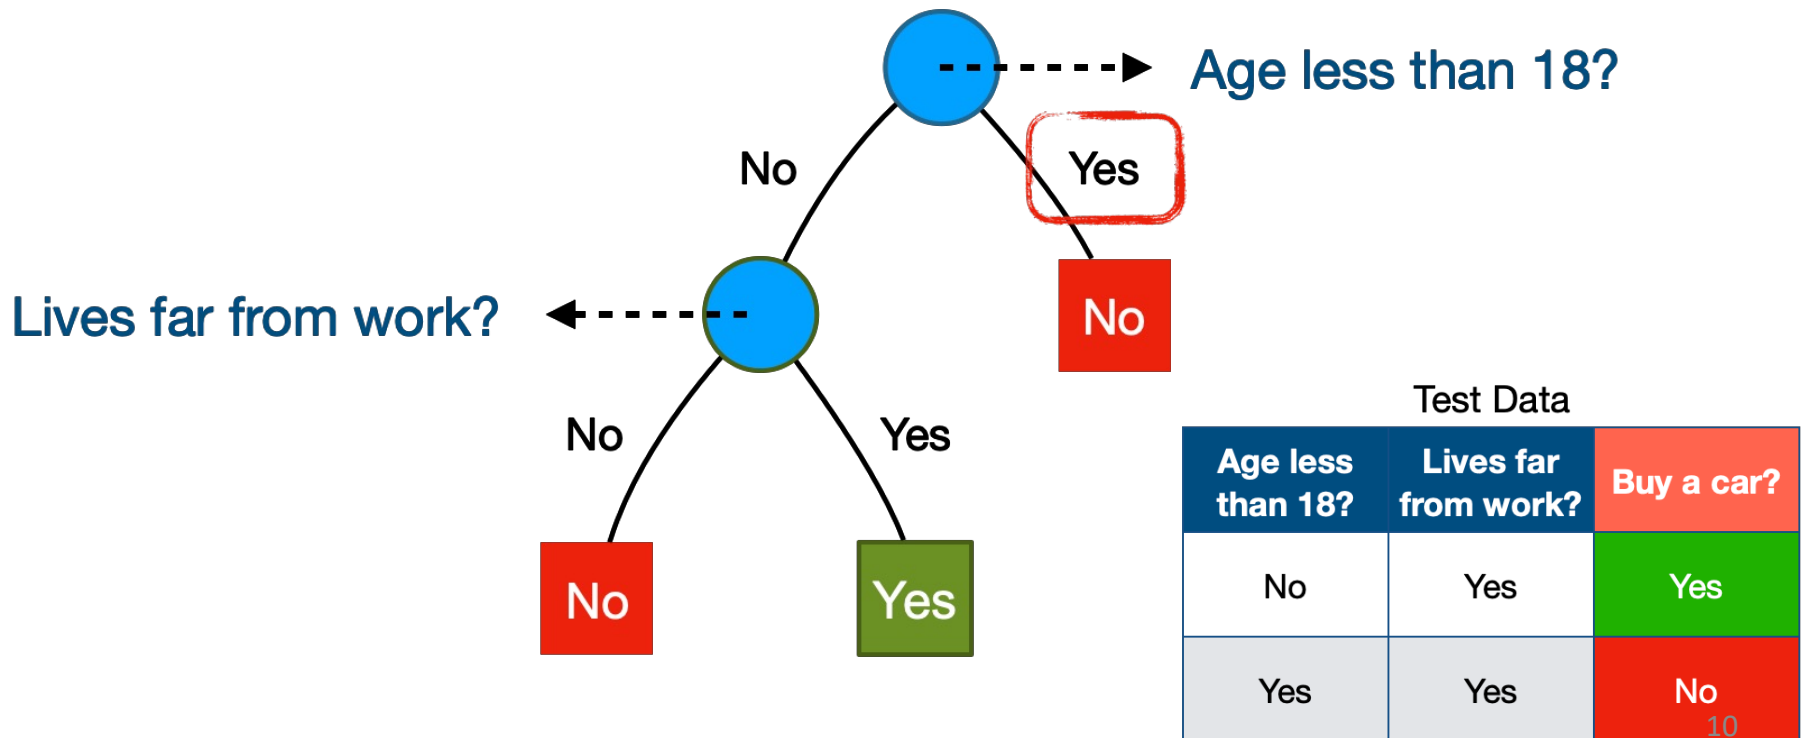 Age less than 18?
No
Yes
Lives far from work?
No
No
Yes
No
Yes
Test Data
Age less
than 18?
Lives far
from work?
Buy a car?
No
Yes
Yes
Yes
Yes
No
10